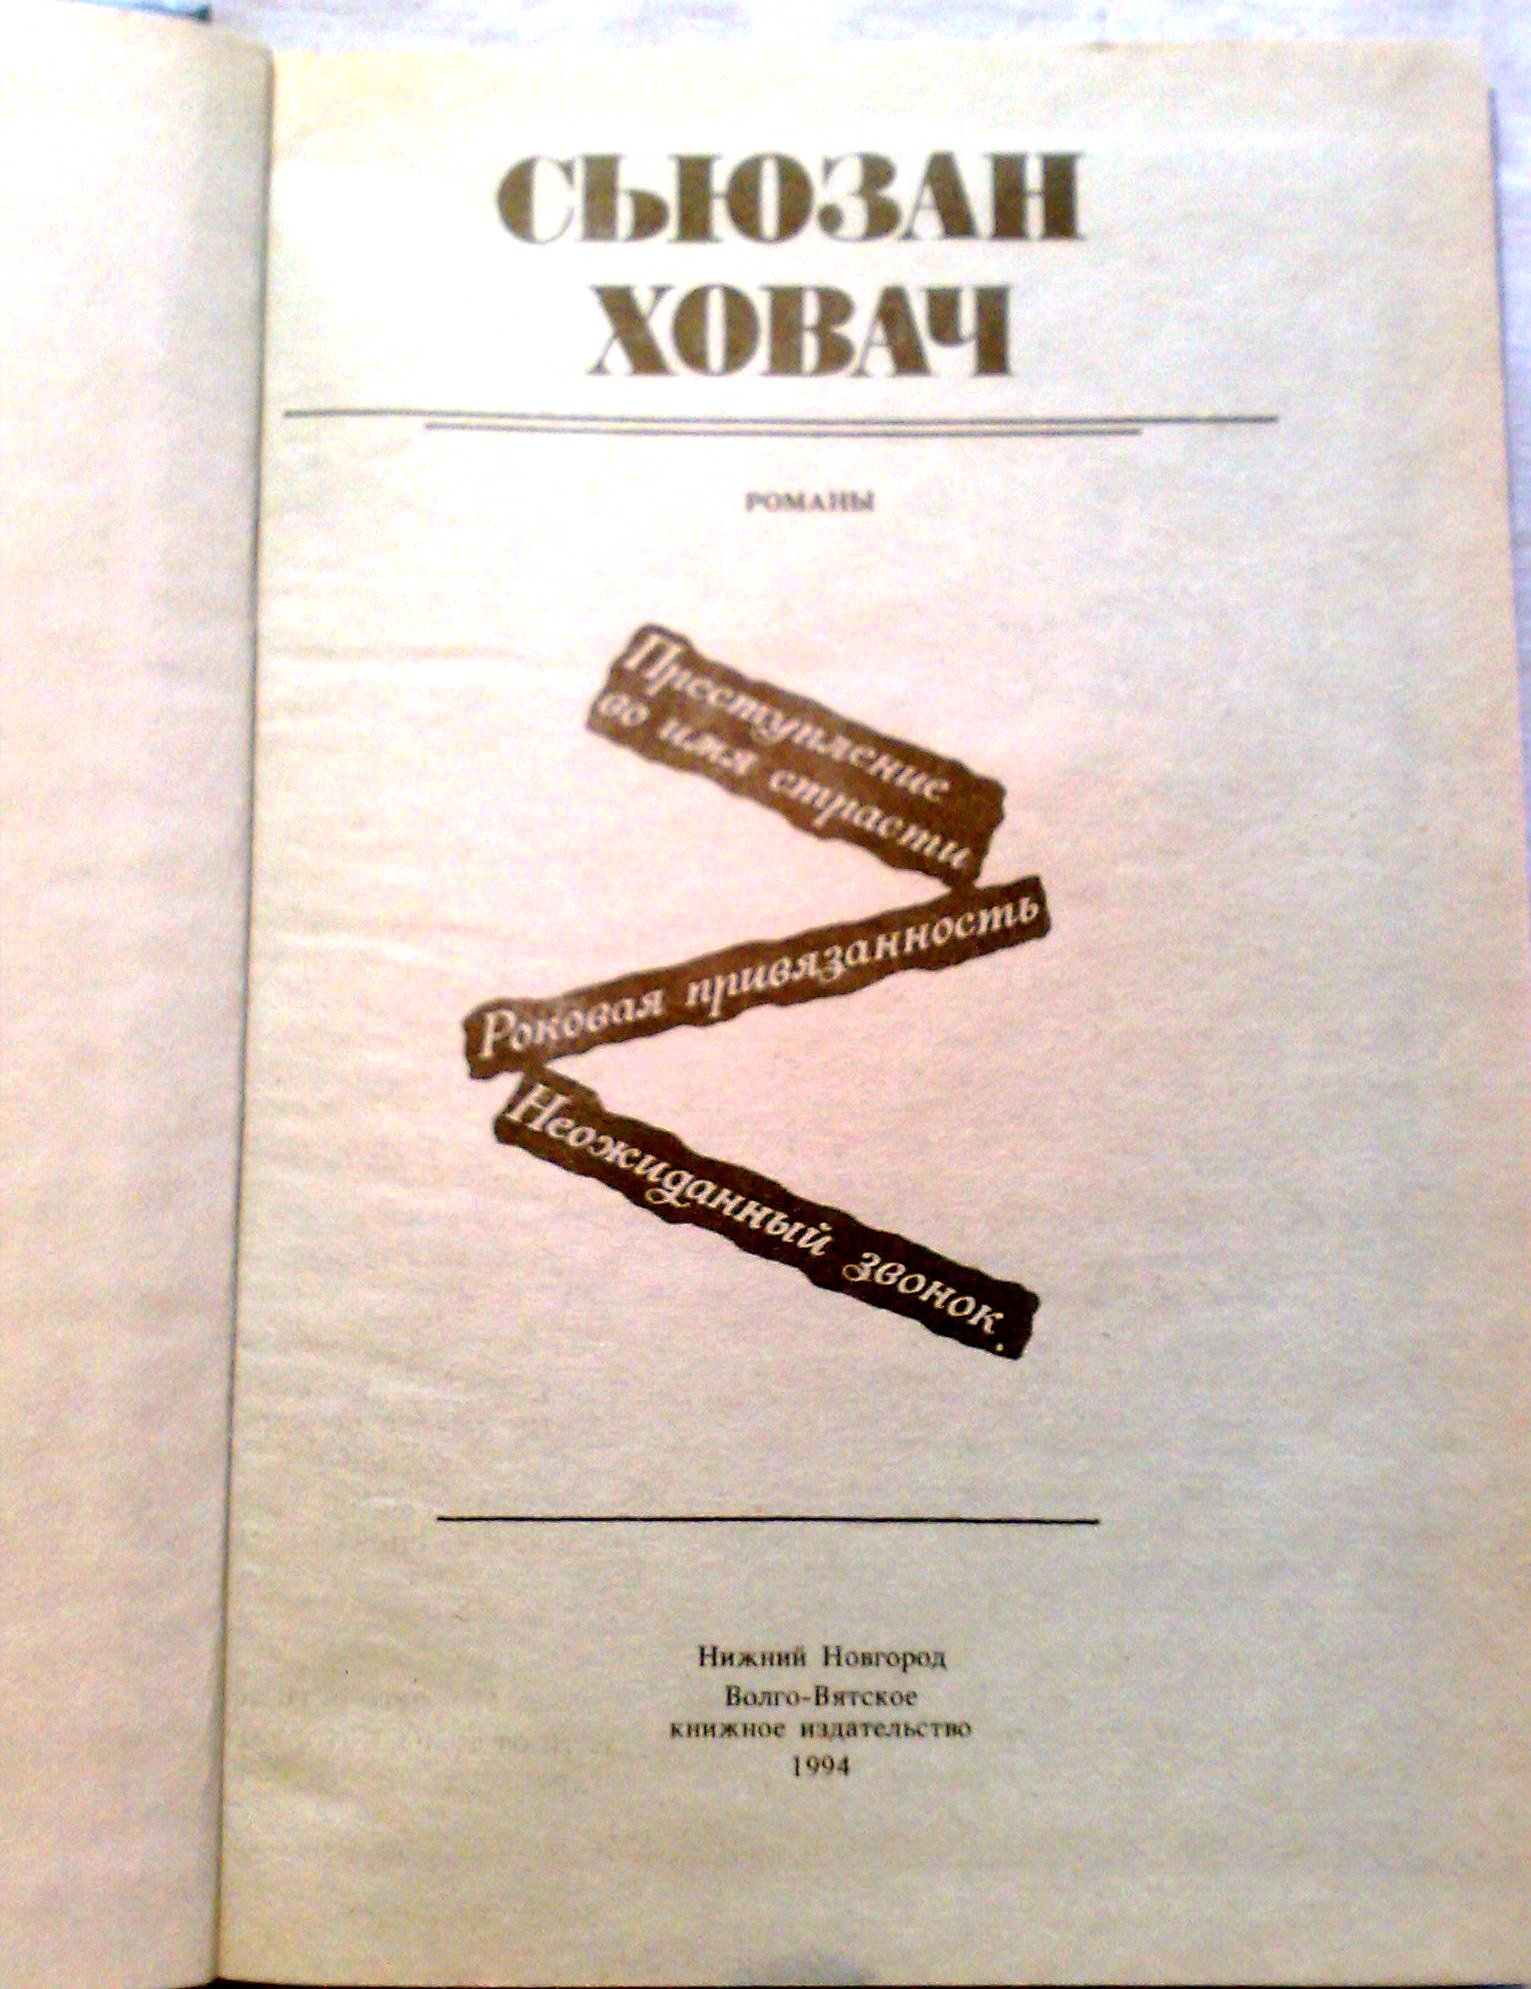 СЬЮЗАН
ХОВАЧ
РОМАНЫ
Преступление
во имя страсти
Роковая привязанность
Неожиданный звонок.
Нижний Новгород
Волго-Вятское
книжное издательство
1994